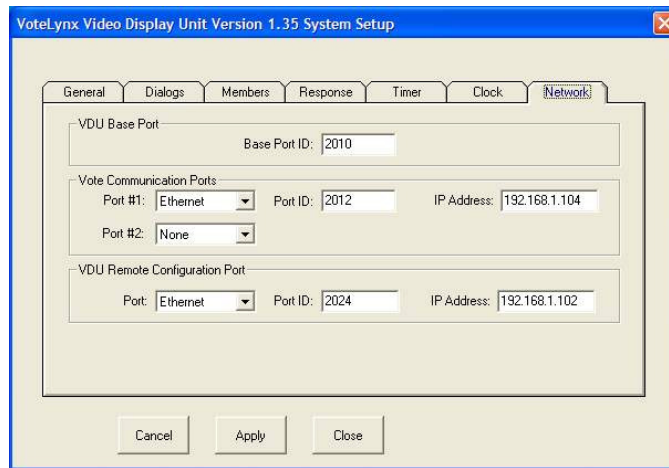 VoteLynx Video Display Unit Version 1.35 System Setup
General Dialogs Members Response Timer Clock Network
VDU Base Port
Base Port ID: 2010
Vote Communication Ports
Port #1: Ethernet Port ID: 2012 IP Address: 192.168.1.104
Port #2: None
VDU Remote Configuration Port
Port: Ethernet Port ID: 2024 IP Address: 192.168.1.102
Cancel Apply Close